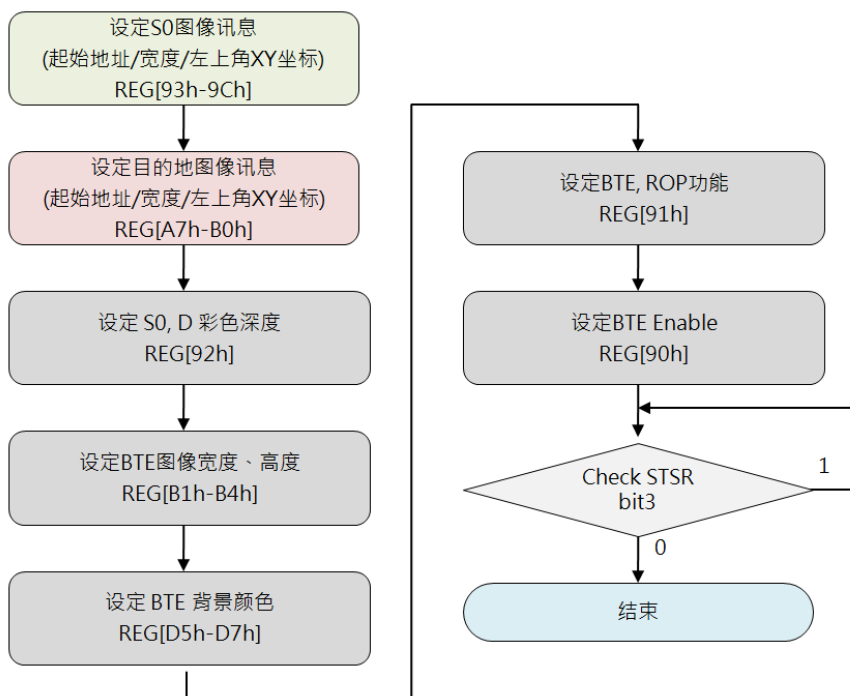 设定S0图像讯息
(起始地址/宽度/左上角XY坐标)
REG[93h-9Ch]
设定目的地图像讯息
(起始地址/宽度/左上角XY坐标)
REG[A7h-B0h]
设定 S0, D 彩色深度
REG[92h]
设定BTE图像宽度、高度
REG[B1h-B4h]
设定 BTE 背景颜色
REG[D5h-D7h]
设定BTE, ROP功能
REG[91h]
设定BTE Enable
REG[90h]
Check STSR
bit3
1
0
结束